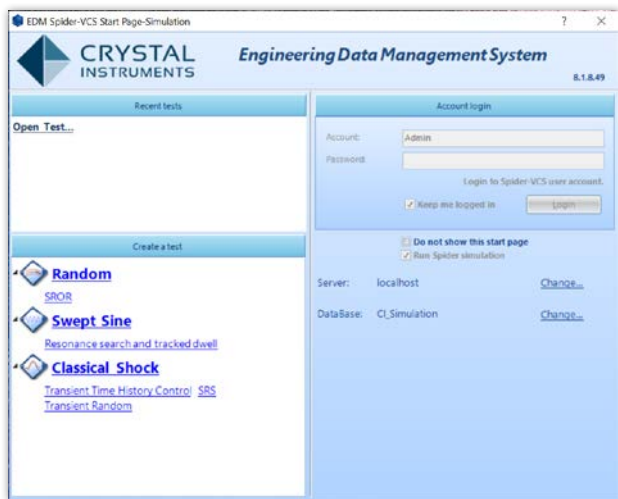 EDM Spider-VCS Start Page-Simulation
CRYSTAL
INSTRUMENTS
Engineering Data Management System
8.1.8.49
Recent tests
Open Test...
Create a test
Random
SROR
Swept Sine
Resonance search and tracked dwell
Classical Shock
Transient Time History Control SRS
Transient Random
Account login
Account:
Admin
Password:
Login to Spider-VCS user account.
Keep me logged in
Login
Do not show this start page
Run Spider simulation
Server: localhost Change...
DataBase: CI_Simulation Change...